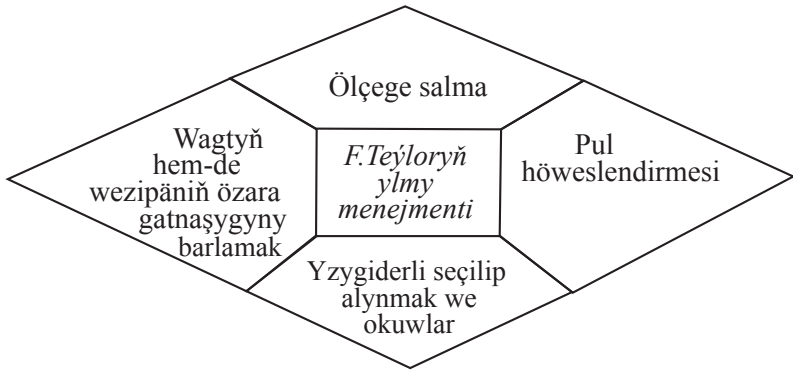 Ölçege salma
Wagtyň
hem-de
wezipäniň özara
gatnaşygyny
barlamak
F.Teýloryň
ylmy
menejmenti
Pul
höweslendirmesi
Yzygiderli seçilip
alynmak we
okuwlar